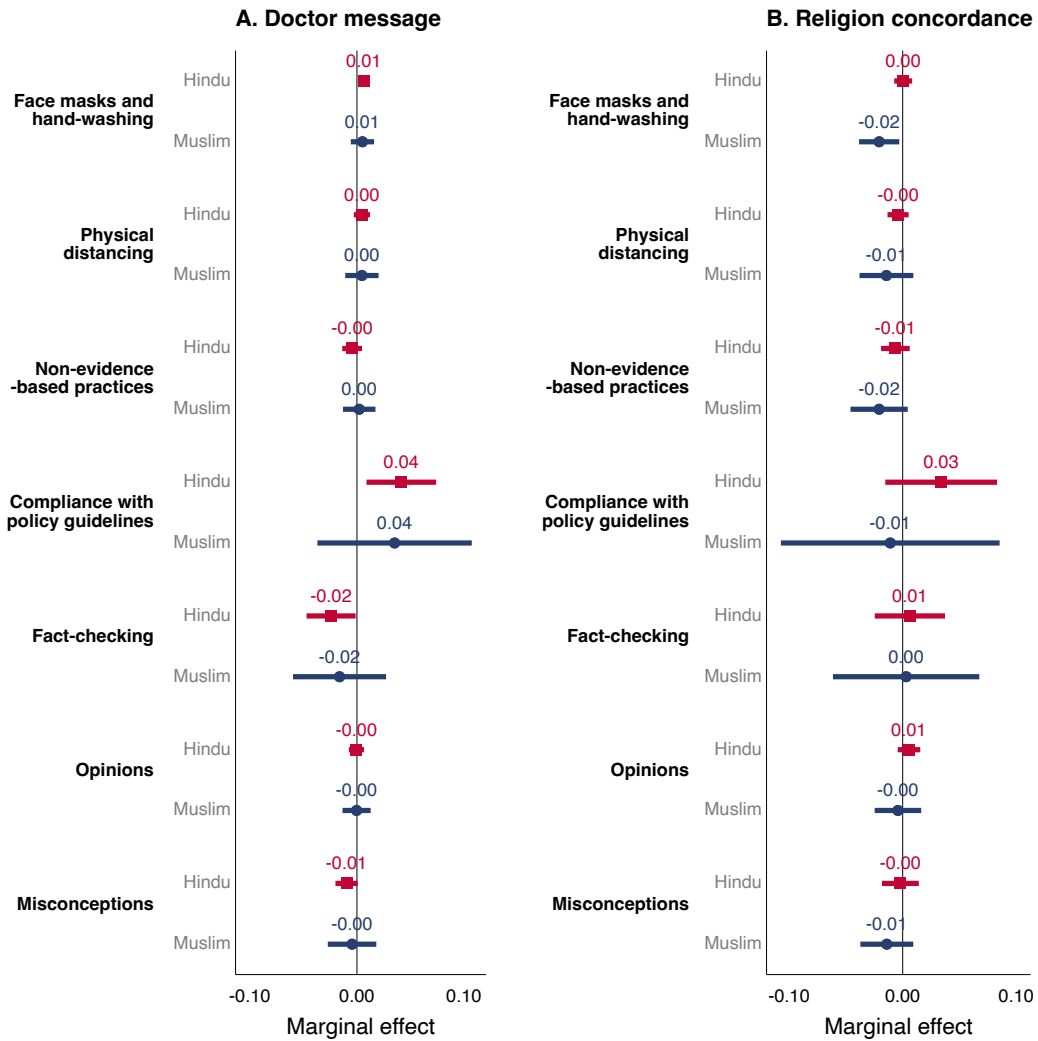 A. Doctor message
0.01
Hindu
Face masks and
hand-washing
0.01
Muslim
0.00
Hindu
Physical
distancing
0.00
Muslim
-0.00
Hindu
Non-evidence
-based practices
0.00
Muslim
0.04
Hindu
Compliance with
policy guidelines
0.04
Muslim
-0.02
Hindu
Fact-checking
-0.02
Muslim
-0.00
Hindu
Opinions
-0.00
Muslim
-0.01
Hindu
Misconceptions
-0.00
Muslim
-0.10 0.00 0.10
Marginal effect
B. Religion concordance
0.00
Hindu
Face masks and
hand-washing
-0.02
Muslim
-0.00
Hindu
Physical
distancing
-0.01
Muslim
-0.01
Hindu
Non-evidence
-based practices
-0.02
Muslim
0.03
Hindu
Compliance with
policy guidelines
-0.01
Muslim
0.01
Hindu
Fact-checking
0.00
Muslim
0.01
Hindu
Opinions
-0.00
Muslim
-0.00
Hindu
Misconceptions
-0.01
Muslim
-0.10 0.00 0.10
Marginal effect